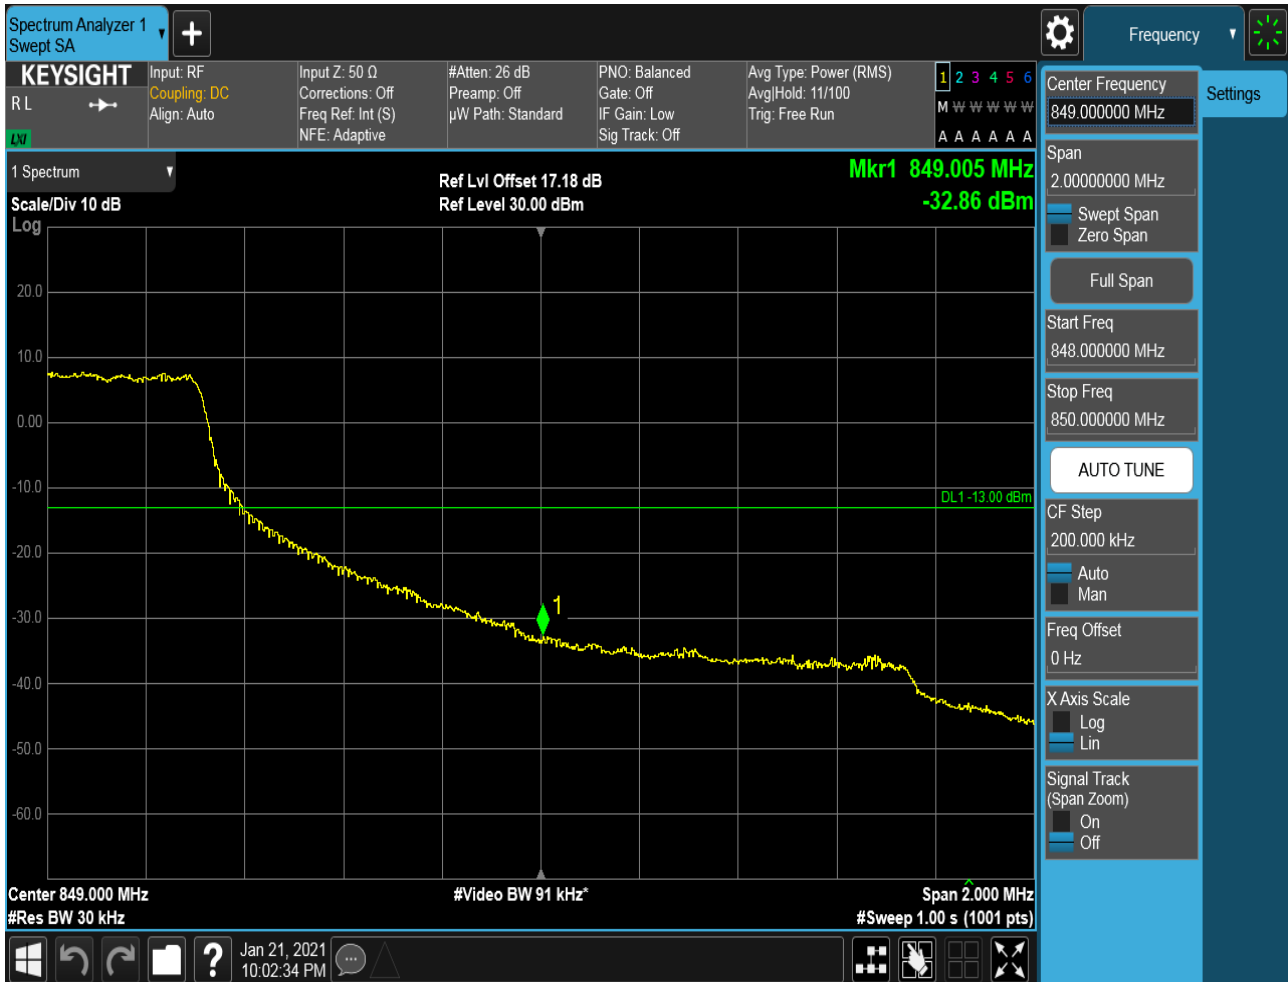 Spectrum Analyzer 1
Swept SA
+
Frequency
KEYSIGHT
R L
LXI
Input: RF
Coupling: DC
Align: Auto
Input Z: 50 Ω
Corrections: Off
Freq Ref: Int (S)
NFE: Adaptive
#Atten: 26 dB
Preamp: Off
µW Path: Standard
PNO: Balanced
Gate: Off
IF Gain: Low
Sig Track: Off
Avg Type: Power (RMS)
Avg|Hold: 11/100
Trig: Free Run
1 2 3 4 5 6
M W W W W W
A A A A A A
1 Spectrum
Scale/Div 10 dB
Log
Ref Lvl Offset 17.18 dB
Ref Level 30.00 dBm
Mkr1 849.005 MHz
-32.86 dBm
20.0
10.0
0.00
-10.0
DL1 -13.00 dBm
-20.0
1
-30.0
-40.0
-50.0
-60.0
Center 849.000 MHz
#Res BW 30 kHz
#Video BW 91 kHz*
Span 2.000 MHz
#Sweep 1.00 s (1001 pts)
Center Frequency
849.000000 MHz
Settings
Span
2.00000000 MHz
Swept Span
Zero Span
Full Span
Start Freq
848.000000 MHz
Stop Freq
850.000000 MHz
AUTO TUNE
CF Step
200.000 kHz
Auto
Man
Freq Offset
0 Hz
X Axis Scale
Log
Lin
Signal Track
(Span Zoom)
On
Off
?
Jan 21, 2021
10:02:34 PM